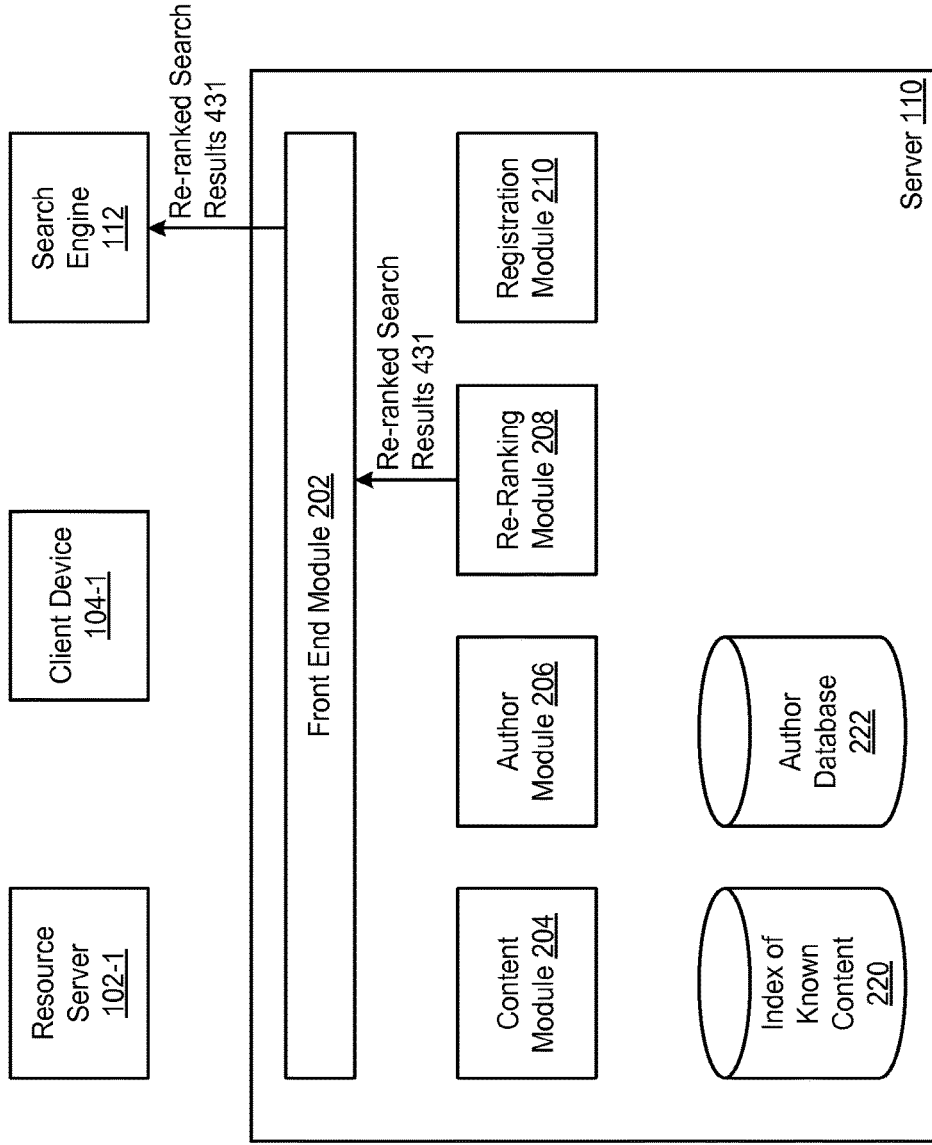 Resource
Server
102-1
Client Device
104-1
Search
Engine
112
Re-ranked Search
Results 431
Front End Module 202
Re-ranked Search
Results 431
Content
Module 204
Author
Module 206
Re-Ranking
Module 208
Registration
Module 210
Index of
Known
Content
220
Author
Database
222
Server 110